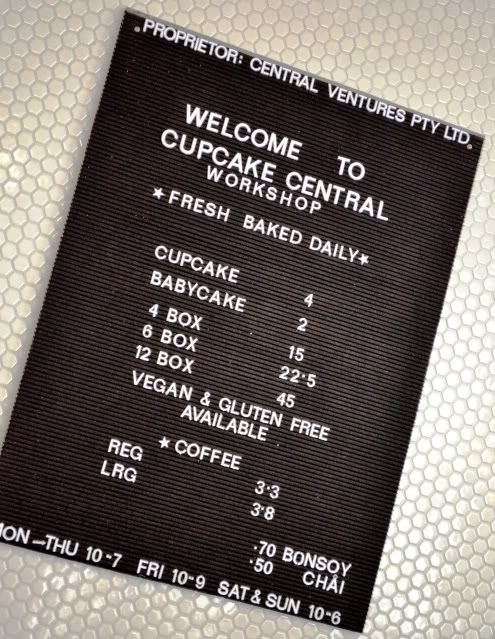 PROPRIETOR: CENTRAL VENTURES PTY LTD.
WELCOME TO
CUPCAKE CENTRAL
WORKSHOP
★FRESH BAKED DAILY★
CUPCAKE 4
BABYCAKE 2
4 BOX 15
6 BOX 22·5
12 BOX 45
VEGAN & GLUTEN FREE
AVAILABLE
★COFFEE
REG 3·3
LRG 3·8
·70 BONSOY
·50 CHAI
MON–THU 10-7 FRI 10-9 SAT & SUN 10-6